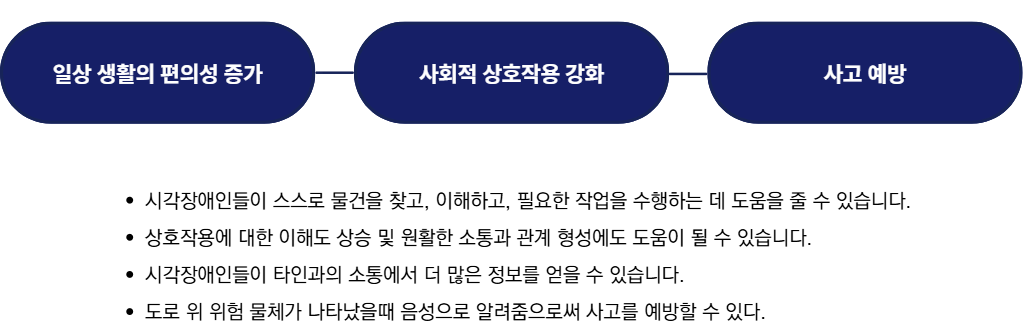 일상 생활의 편의성 증가
사회적 상호작용 강화
사고 예방
• 시각장애인들이 스스로 물건을 찾고, 이해하고, 필요한 작업을 수행하는 데 도움을 줄 수 있습니다.
• 상호작용에 대한 이해도 상승 및 원활한 소통과 관계 형성에도 도움이 될 수 있습니다.
• 시각장애인들이 타인과의 소통에서 더 많은 정보를 얻을 수 있습니다.
• 도로 위 위험 물체가 나타났을때 음성으로 알려줌으로써 사고를 예방할 수 있다.